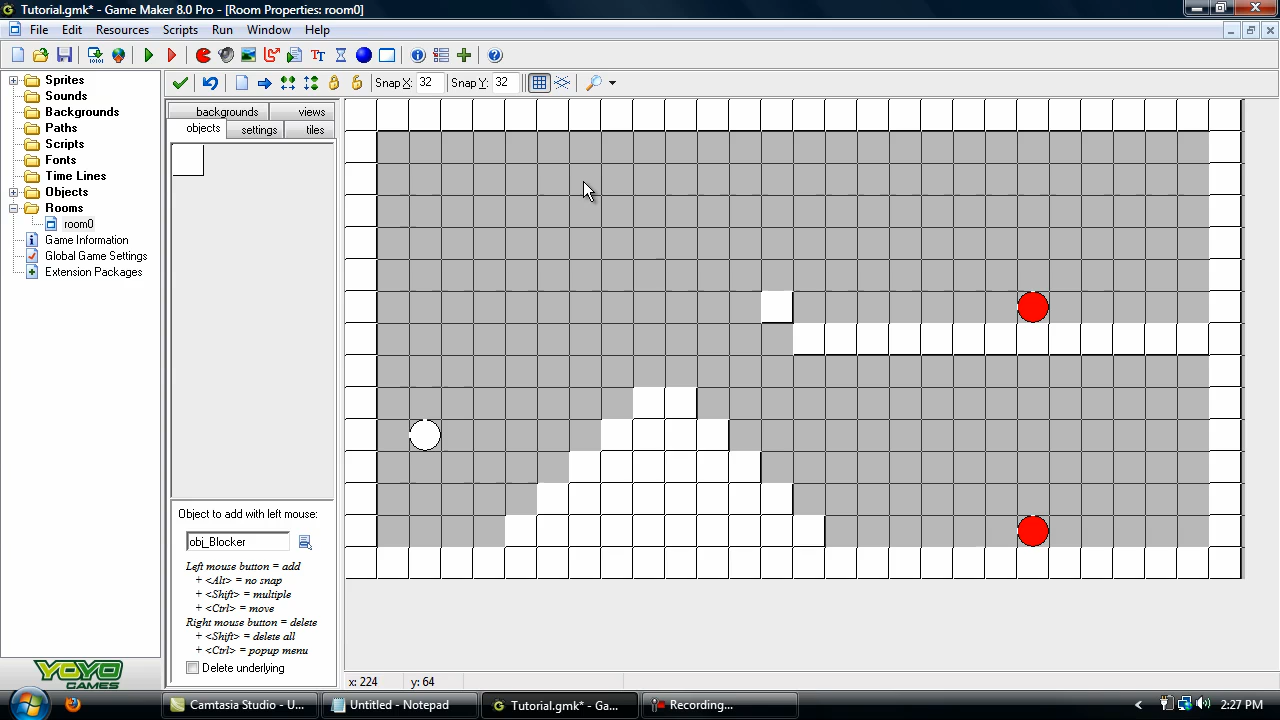 Tutorial.gmk* - Game Maker 8.0 Pro - [Room Properties: room0]
File Edit Resources Scripts Run Window Help
Snap X: 32 Snap Y: 32
Sprites
Sounds
Backgrounds
Paths
Scripts
Fonts
Time Lines
Objects
Rooms
room0
Game Information
Global Game Settings
Extension Packages
backgrounds views
objects settings tiles
Object to add with left mouse:
obj_Blocker
Left mouse button = add
+ <Alt> = no snap
+ <Shift> = multiple
+ <Ctrl> = move
Right mouse button = delete
+ <Shift> = delete all
+ <Ctrl> = popup menu
Delete underlying
YOYO
GAMES
x: 224 y: 64
Camtasia Studio - U... Untitled - Notepad Tutorial.gmk* - Ga... Recording... 2:27 PM